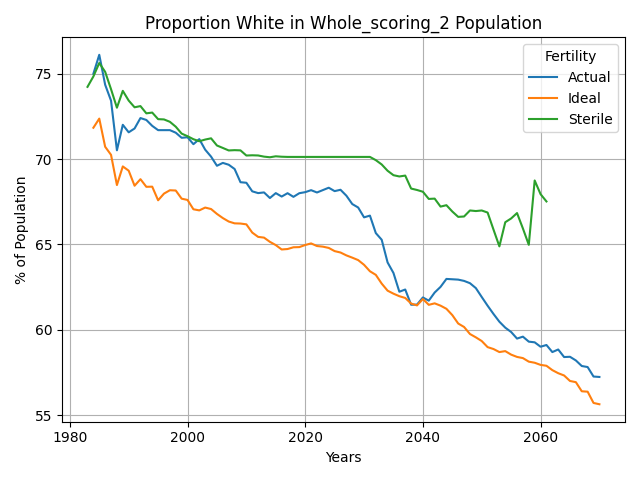 Proportion White in Whole_scoring_2 Population
Fertility
Actual
Ideal
Sterile
% of Population
75
70
65
60
55
1980
2000
2020
2040
2060
Years